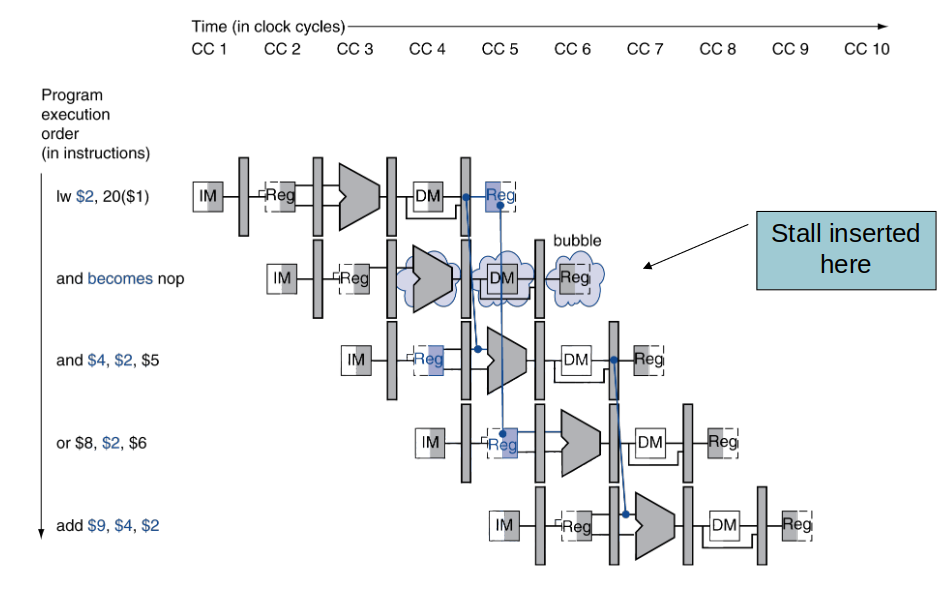 Time (in clock cycles)
CC 1 CC 2 CC 3 CC 4 CC 5 CC 6 CC 7 CC 8 CC 9 CC 10
Program
execution
order
(in instructions)
lw $2, 20($1) IM Reg DM Reg
bubble
Stall inserted
here
and becomes nop IM Reg DM Reg
and $4, $2, $5 IM Reg DM Reg
or $8, $2, $6 IM Reg DM Reg
add $9, $4, $2 IM Reg DM Reg